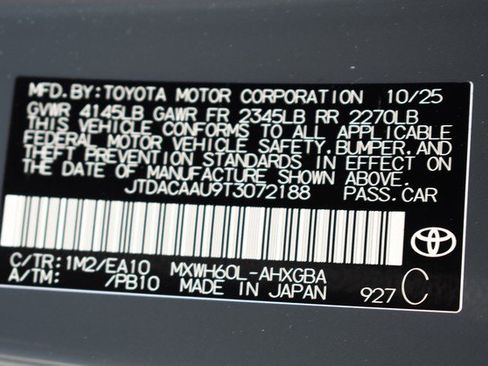 MFD. BY: TOYOTA MOTOR CORPORATION 10/25
GVWR 4145LB GAWR FR 2345LB RR 2270LB
THIS VEHICLE CONFORMS TO ALL APPLICABLE
FEDERAL MOTOR VEHICLE SAFETY, BUMPER, AND
THEFT PREVENTION STANDARDS IN EFFECT ON
THE DATE OF MANUFACTURE SHOWN ABOVE.
JTDACAAU9T3072188 PASS. CAR
C/TR: 1M2/EA10 MXWH60L-AHXGBA
A/TM: /PB10 MADE IN JAPAN 927 C